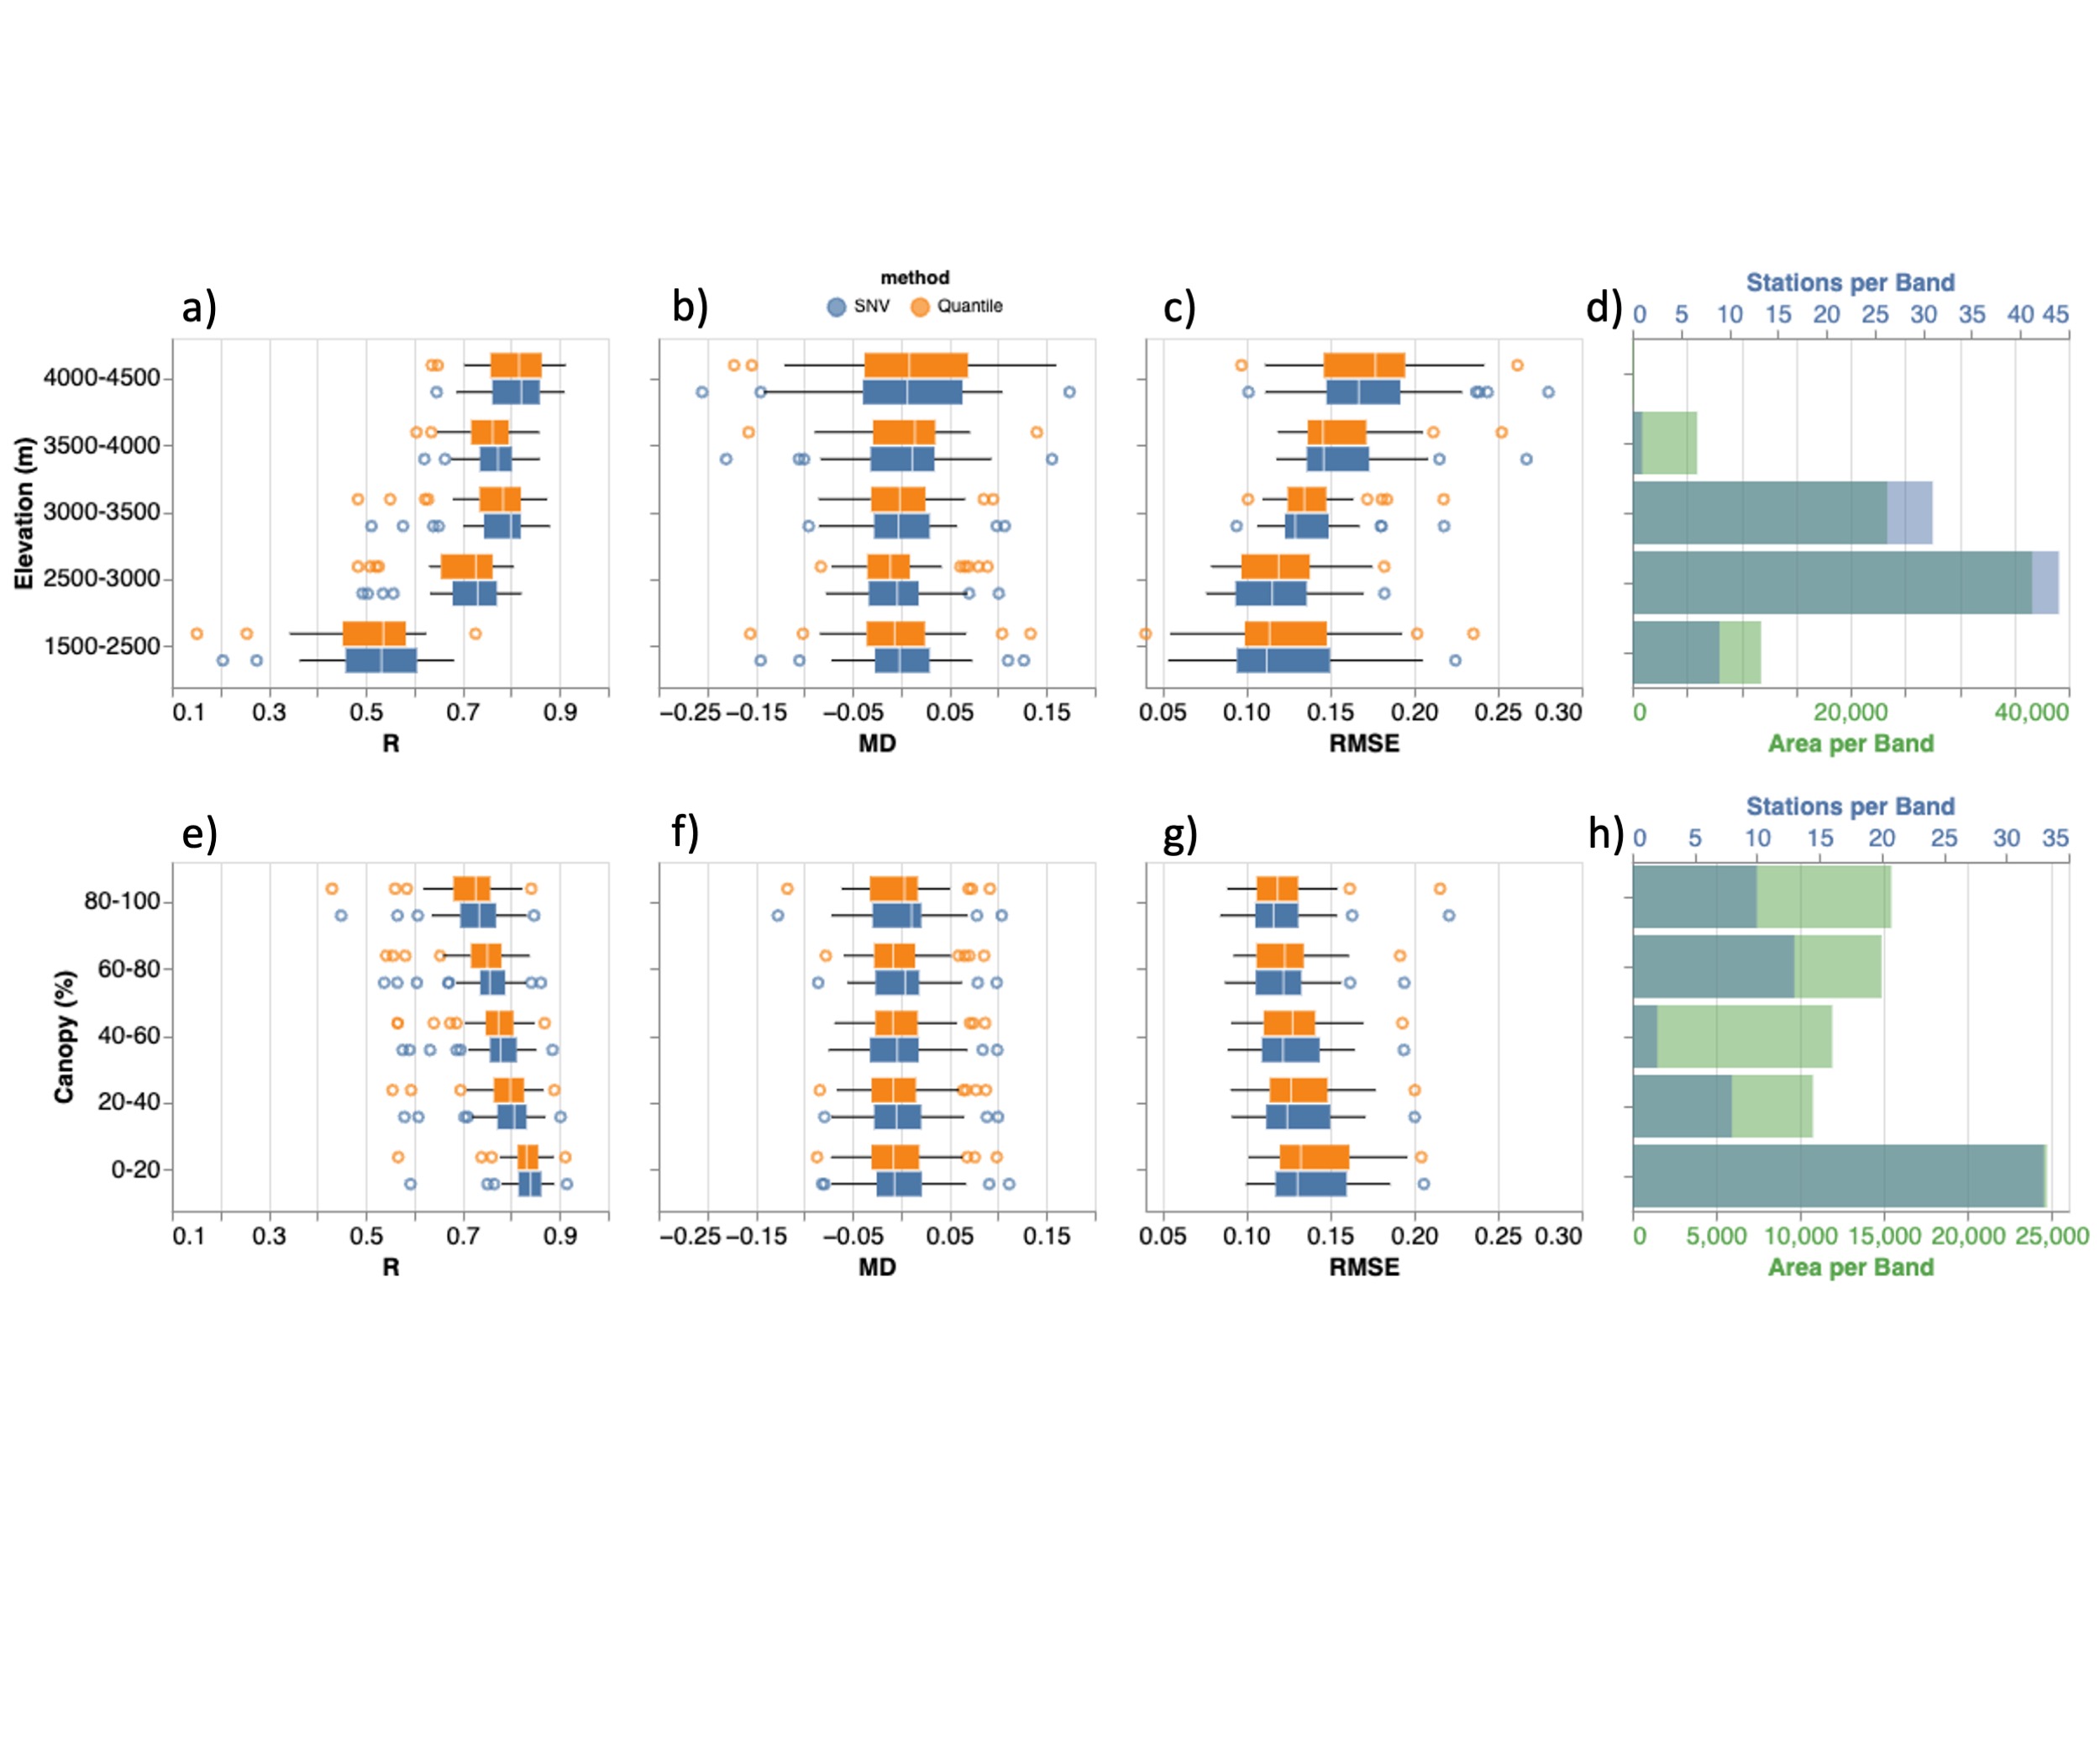 method
SNV Quantile
a)
b)
c)
d)
Stations per Band
0 5 10 15 20 25 30 35 40 45
Elevation (m)
4000-4500
3500-4000
3000-3500
2500-3000
1500-2500
0.1 0.3 0.5 0.7 0.9
R
−0.25 −0.15 −0.05 0.05 0.15
MD
0.05 0.10 0.15 0.20 0.25 0.30
RMSE
0 20,000 40,000
Area per Band
e)
f)
g)
h)
Stations per Band
0 5 10 15 20 25 30 35
Canopy (%)
80-100
60-80
40-60
20-40
0-20
0.1 0.3 0.5 0.7 0.9
R
−0.25 −0.15 −0.05 0.05 0.15
MD
0.05 0.10 0.15 0.20 0.25 0.30
RMSE
0 5,000 10,000 15,000 20,000 25,000
Area per Band